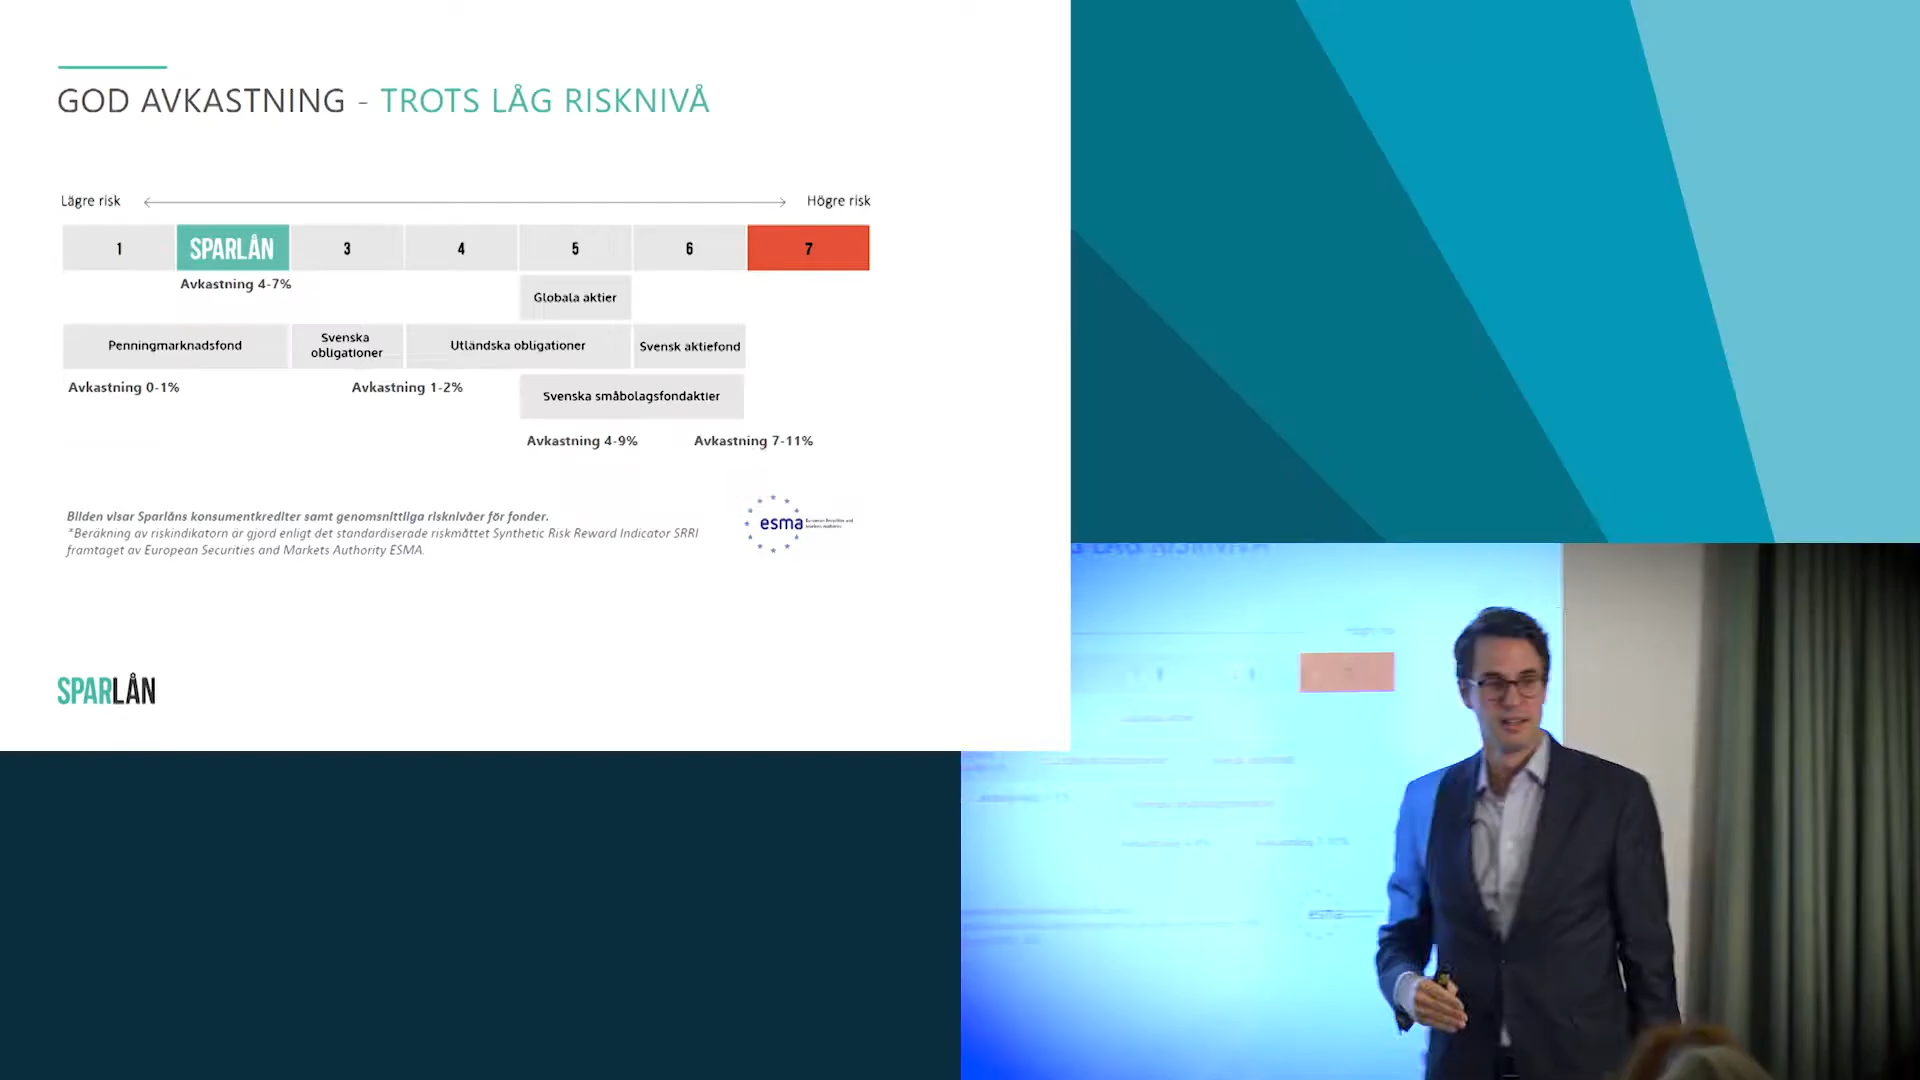 GOD AVKASTNING - TROTS LÅG RISKNIVÅ
Lägre risk
Högre risk
1
SPARLÅN
3
4
5
6
7
Avkastning 4-7%
Globala aktier
Penningmarknadsfond
Svenska
obligationer
Utländska obligationer
Svensk aktiefond
Avkastning 0-1%
Avkastning 1-2%
Svenska småbolagsfondaktier
Avkastning 4-9%
Avkastning 7-11%
Bilden visar Sparlåns konsumentkrediter samt genomsnittliga risknivåer för fonder.
*Beräkning av riskindikatorn är gjord enligt det standardiserade riskmåttet Synthetic Risk Reward Indicator SRRI
framtaget av European Securities and Markets Authority ESMA.
esma
SPARLÅN
esma